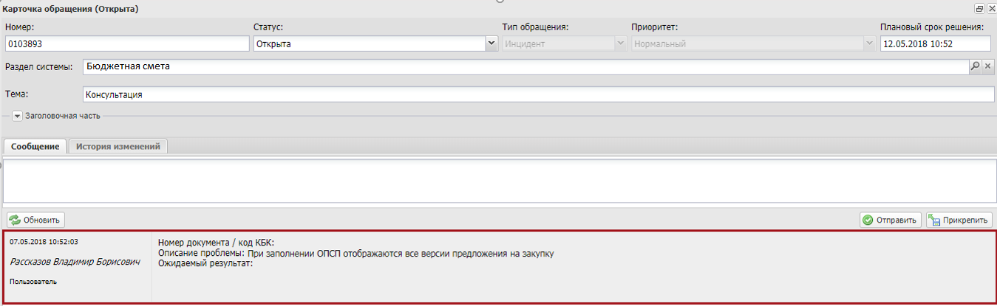 Карточка обращения (Открыта)
Номер: Статус: Тип обращения: Приоритет: Плановый срок решения:
0103893 Открыта Инцидент Нормальный 12.05.2018 10:52
Раздел системы: Бюджетная смета
Тема: Консультация
Заголовочная часть
Сообщение История изменений
Обновить Отправить Прикрепить
07.05.2018 10:52:03
Рассказов Владимир Борисович
Пользователь
Номер документа / код КБК:
Описание проблемы: При заполнении ОПСП отображаются все версии предложения на закупку
Ожидаемый результат: